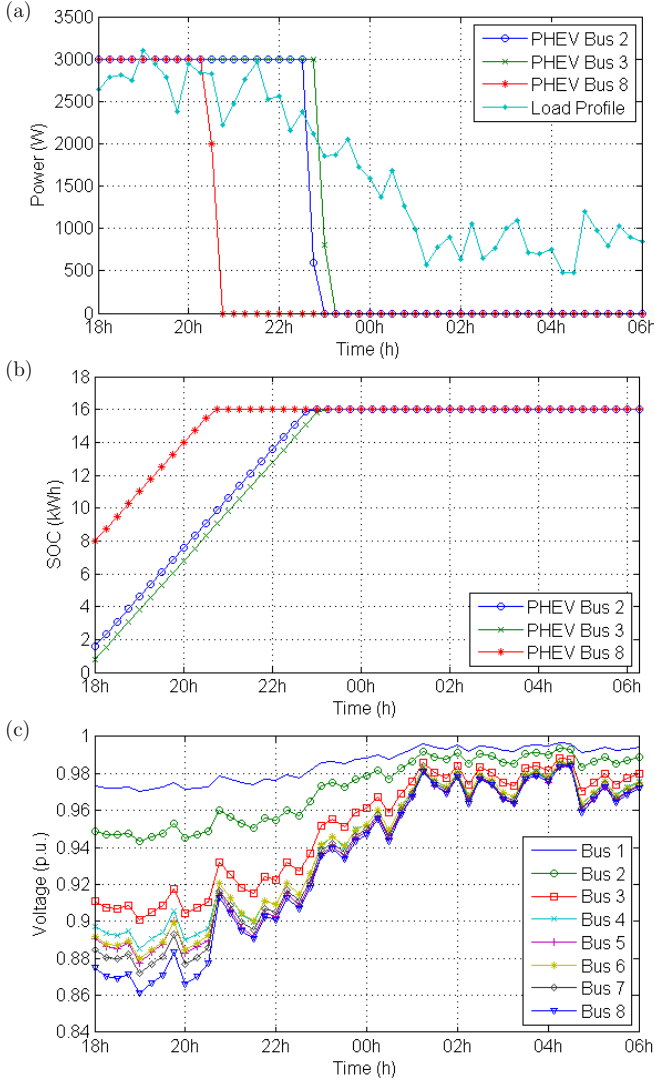 (a)
3500
3000
2500
2000
1500
1000
500
0
Power (W)
18h 20h 22h 00h 02h 04h 06h
Time (h)
PHEV Bus 2
PHEV Bus 3
PHEV Bus 8
Load Profile
(b)
18
16
14
12
10
8
6
4
2
0
SOC (kWh)
18h 20h 22h 00h 02h 04h 06h
Time (h)
PHEV Bus 2
PHEV Bus 3
PHEV Bus 8
(c)
1
0.98
0.96
0.94
0.92
0.9
0.88
0.86
0.84
Voltage (p.u.)
18h 20h 22h 00h 02h 04h 06h
Time (h)
Bus 1
Bus 2
Bus 3
Bus 4
Bus 5
Bus 6
Bus 7
Bus 8